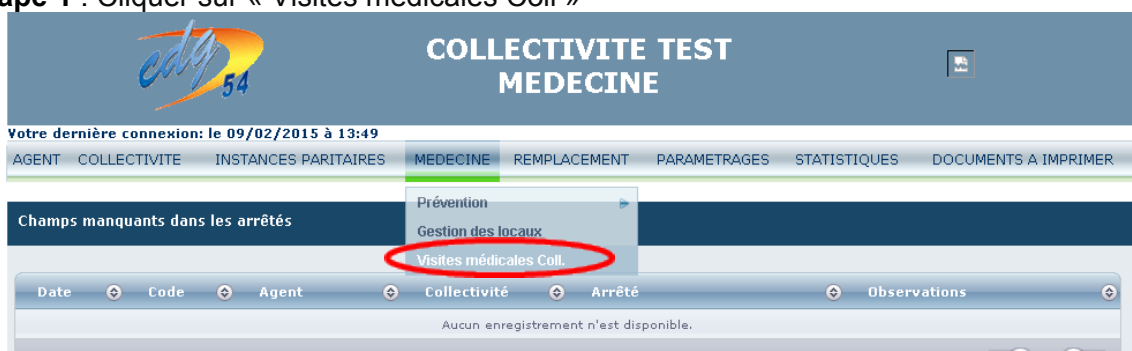 ape 1 : Cliquer sur « Visites médicales Coll »
cdg 54
COLLECTIVITE TEST
MEDECINE
Votre dernière connexion: le 09/02/2015 à 13:49
AGENT COLLECTIVITE INSTANCES PARITAIRES MEDECINE REMPLACEMENT PARAMETRAGES STATISTIQUES DOCUMENTS A IMPRIMER
Prévention
Champs manquants dans les arrêtés
Gestion des locaux
Visites médicales Coll.
Date Code Agent Collectivité Arrêté Observations
Aucun enregistrement n'est disponible.